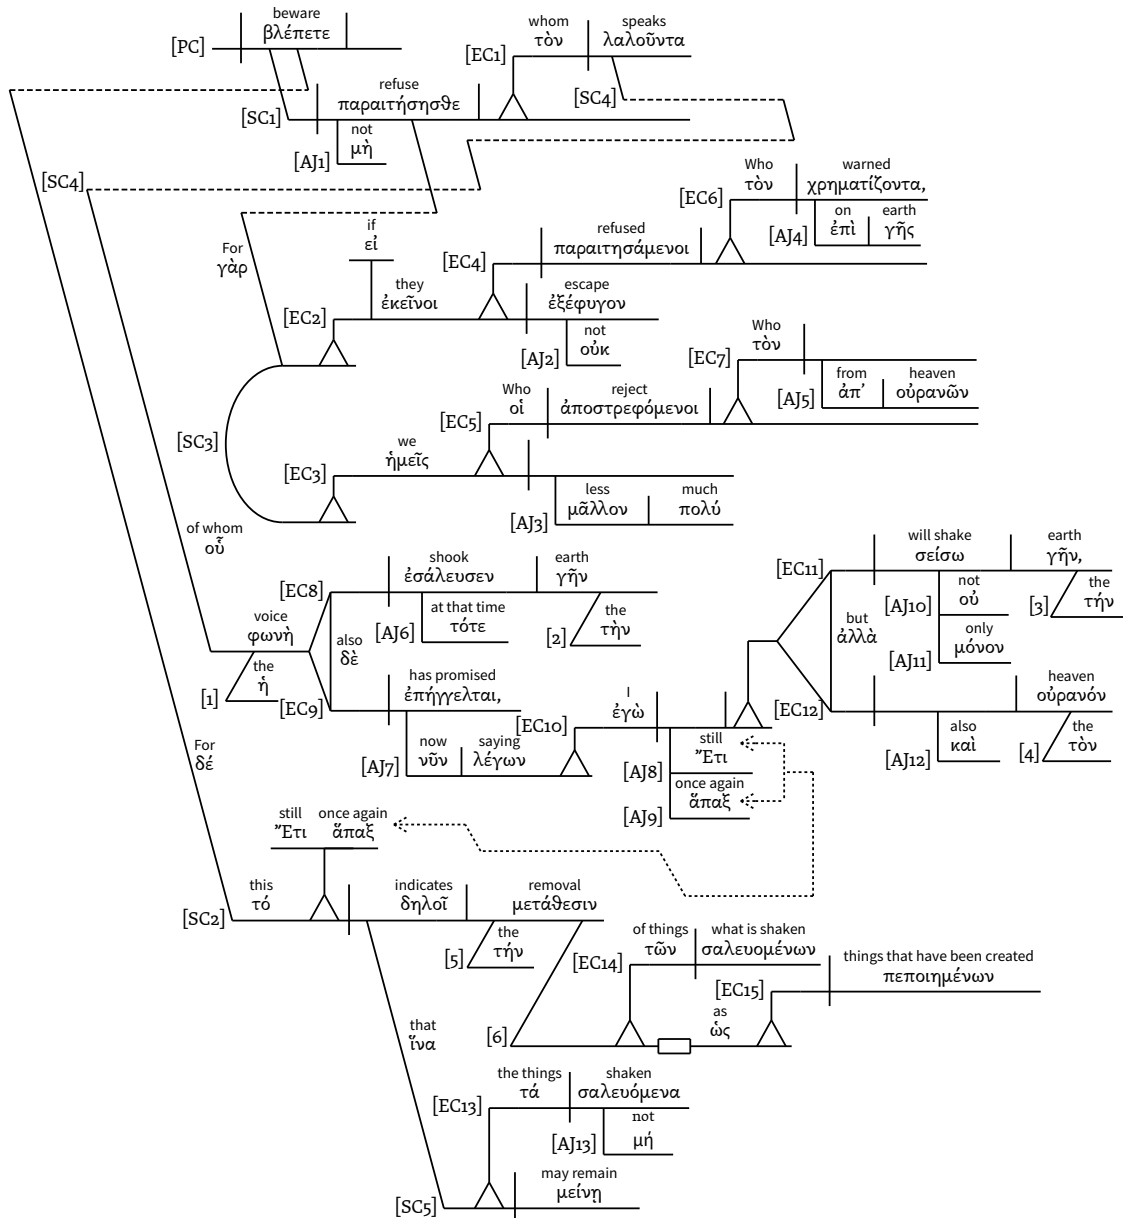 beware
βλέπετε
[PC]
whom
τὸν
speaks
λαλοῦντα
[EC1]
[SC4]
refuse
παραιτήσησθε
[SC1]
not
μὴ
[AJ1]
[SC4]
Who
τὸν
warned
χρηματίζοντα,
[EC6]
on
ἐπὶ
earth
γῆς
[AJ4]
if
εἰ
refused
παραιτησάμενοι
[EC4]
For
γὰρ
they
ἐκεῖνοι
escape
ἐξέφυγον
[EC2]
not
οὐκ
[AJ2]
Who
τὸν
[EC7]
from
ἀπ’
heaven
οὐρανῶν
[AJ5]
Who
οἱ
reject
ἀποστρεφόμενοι
[EC5]
[SC3]
we
ἡμεῖς
[EC3]
less
μᾶλλον
much
πολύ
[AJ3]
of whom
οὗ
will shake
σείσω
earth
γῆν,
[EC11]
not
οὐ
[AJ10]
the
τήν
[3]
only
μόνον
[AJ11]
but
ἀλλὰ
shook
ἐσάλευσεν
earth
γῆν
[EC8]
at that time
τότε
[AJ6]
the
τὴν
[2]
voice
φωνὴ
also
δὲ
the
ἡ
[1]
has promised
ἐπήγγελται,
[EC9]
heaven
οὐρανόν
[EC12]
also
καὶ
[AJ12]
the
τὸν
[4]
I
ἐγὼ
[EC10]
now
νῦν
saying
λέγων
[AJ7]
still
Ἔτι
[AJ8]
once again
ἅπαξ
[AJ9]
For
δέ
still
Ἔτι
once again
ἅπαξ
this
τό
indicates
δηλοῖ
removal
μετάθεσιν
[SC2]
the
τήν
[5]
of things
τῶν
what is shaken
σαλευομένων
[EC14]
things that have been created
πεποιημένων
[EC15]
as
ὡς
[6]
that
ἵνα
the things
τά
shaken
σαλευόμενα
[EC13]
not
μή
[AJ13]
may remain
μείνῃ
[SC5]